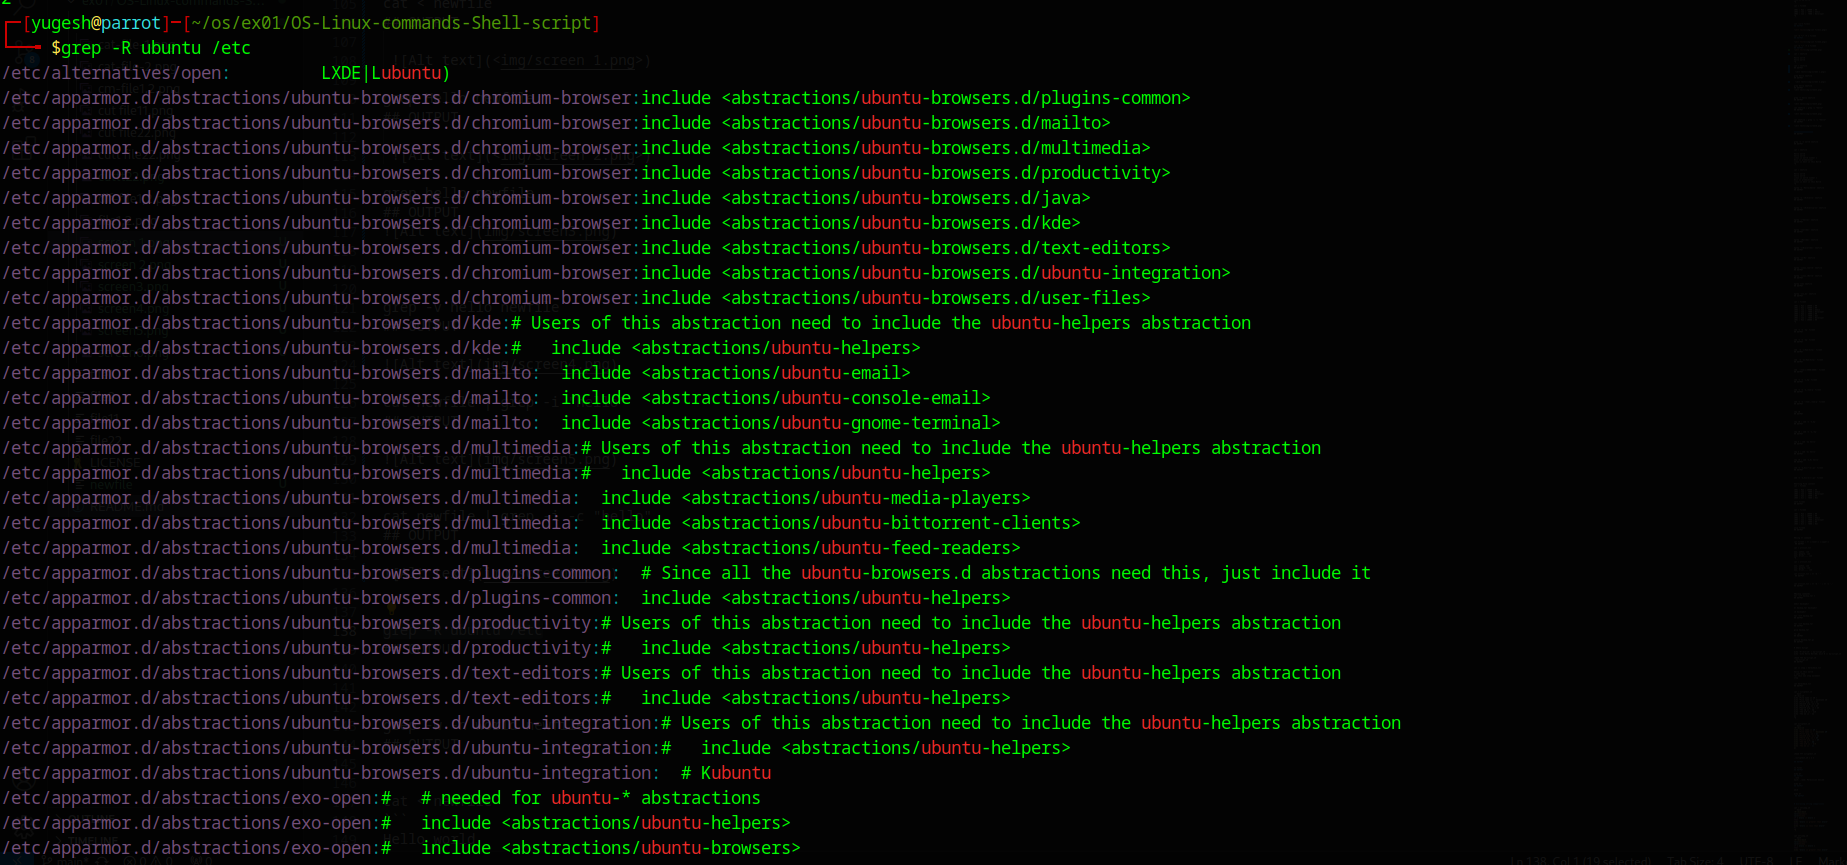 2
[yugesh@parrot]─[~/os/ex01/OS-Linux-commands-Shell-script]
$grep -R ubuntu /etc
/etc/alternatives/open:         LXDE|Lubuntu)
/etc/apparmor.d/abstractions/ubuntu-browsers.d/chromium-browser:include <abstractions/ubuntu-browsers.d/plugins-common>
/etc/apparmor.d/abstractions/ubuntu-browsers.d/chromium-browser:include <abstractions/ubuntu-browsers.d/mailto>
/etc/apparmor.d/abstractions/ubuntu-browsers.d/chromium-browser:include <abstractions/ubuntu-browsers.d/multimedia>
/etc/apparmor.d/abstractions/ubuntu-browsers.d/chromium-browser:include <abstractions/ubuntu-browsers.d/productivity>
/etc/apparmor.d/abstractions/ubuntu-browsers.d/chromium-browser:include <abstractions/ubuntu-browsers.d/java>
/etc/apparmor.d/abstractions/ubuntu-browsers.d/chromium-browser:include <abstractions/ubuntu-browsers.d/kde>
/etc/apparmor.d/abstractions/ubuntu-browsers.d/chromium-browser:include <abstractions/ubuntu-browsers.d/text-editors>
/etc/apparmor.d/abstractions/ubuntu-browsers.d/chromium-browser:include <abstractions/ubuntu-browsers.d/ubuntu-integration>
/etc/apparmor.d/abstractions/ubuntu-browsers.d/chromium-browser:include <abstractions/ubuntu-browsers.d/user-files>
/etc/apparmor.d/abstractions/ubuntu-browsers.d/kde:# Users of this abstraction need to include the ubuntu-helpers abstraction
/etc/apparmor.d/abstractions/ubuntu-browsers.d/kde:#   include <abstractions/ubuntu-helpers>
/etc/apparmor.d/abstractions/ubuntu-browsers.d/mailto:  include <abstractions/ubuntu-email>
/etc/apparmor.d/abstractions/ubuntu-browsers.d/mailto:  include <abstractions/ubuntu-console-email>
/etc/apparmor.d/abstractions/ubuntu-browsers.d/mailto:  include <abstractions/ubuntu-gnome-terminal>
/etc/apparmor.d/abstractions/ubuntu-browsers.d/multimedia:# Users of this abstraction need to include the ubuntu-helpers abstraction
/etc/apparmor.d/abstractions/ubuntu-browsers.d/multimedia:#   include <abstractions/ubuntu-helpers>
/etc/apparmor.d/abstractions/ubuntu-browsers.d/multimedia:  include <abstractions/ubuntu-media-players>
/etc/apparmor.d/abstractions/ubuntu-browsers.d/multimedia:  include <abstractions/ubuntu-bittorrent-clients>
/etc/apparmor.d/abstractions/ubuntu-browsers.d/multimedia:  include <abstractions/ubuntu-feed-readers>
/etc/apparmor.d/abstractions/ubuntu-browsers.d/plugins-common:  # Since all the ubuntu-browsers.d abstractions need this, just include it
/etc/apparmor.d/abstractions/ubuntu-browsers.d/plugins-common:  include <abstractions/ubuntu-helpers>
/etc/apparmor.d/abstractions/ubuntu-browsers.d/productivity:# Users of this abstraction need to include the ubuntu-helpers abstraction
/etc/apparmor.d/abstractions/ubuntu-browsers.d/productivity:#   include <abstractions/ubuntu-helpers>
/etc/apparmor.d/abstractions/ubuntu-browsers.d/text-editors:# Users of this abstraction need to include the ubuntu-helpers abstraction
/etc/apparmor.d/abstractions/ubuntu-browsers.d/text-editors:#   include <abstractions/ubuntu-helpers>
/etc/apparmor.d/abstractions/ubuntu-browsers.d/ubuntu-integration:# Users of this abstraction need to include the ubuntu-helpers abstraction
/etc/apparmor.d/abstractions/ubuntu-browsers.d/ubuntu-integration:#   include <abstractions/ubuntu-helpers>
/etc/apparmor.d/abstractions/ubuntu-browsers.d/ubuntu-integration:  # Kubuntu
/etc/apparmor.d/abstractions/exo-open:#   # needed for ubuntu-* abstractions
/etc/apparmor.d/abstractions/exo-open:#   include <abstractions/ubuntu-helpers>
/etc/apparmor.d/abstractions/exo-open:#   include <abstractions/ubuntu-browsers>